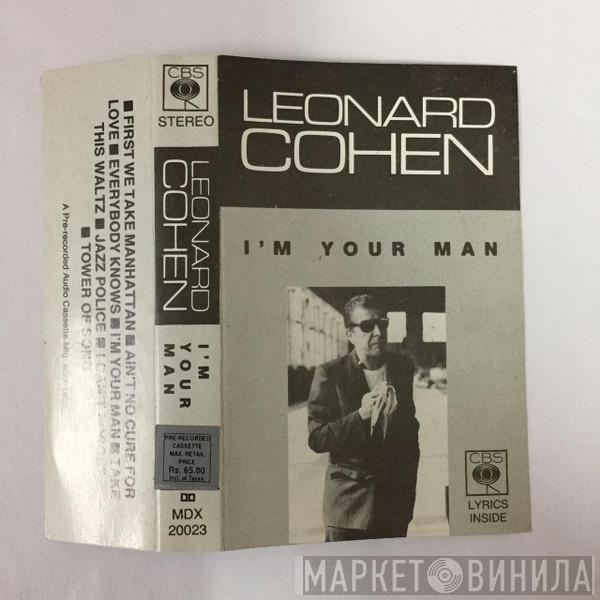 ■ FIRST WE TAKE MANHATTAN ■ AIN'T NO CURE FOR
LOVE ■ EVERYBODY KNOWS ■ I'M YOUR MAN ■ TAKE
THIS WALTZ ■ JAZZ POLICE ■ I CAN'T
■ TOWER OF SONG
A Pre-recorded Audio Cassette
CBS
STEREO
LEONARD
COHEN
I'M
YOUR
MAN
PRE-RECORDED
CASSETTE
MAX. RETAIL
PRICE
Rs. 65.00
Incl. of Taxes
MDX
20023
LEONARD
COHEN
I'M YOUR MAN
CBS
LYRICS
INSIDE
МАРКЕТ ВИНИЛА